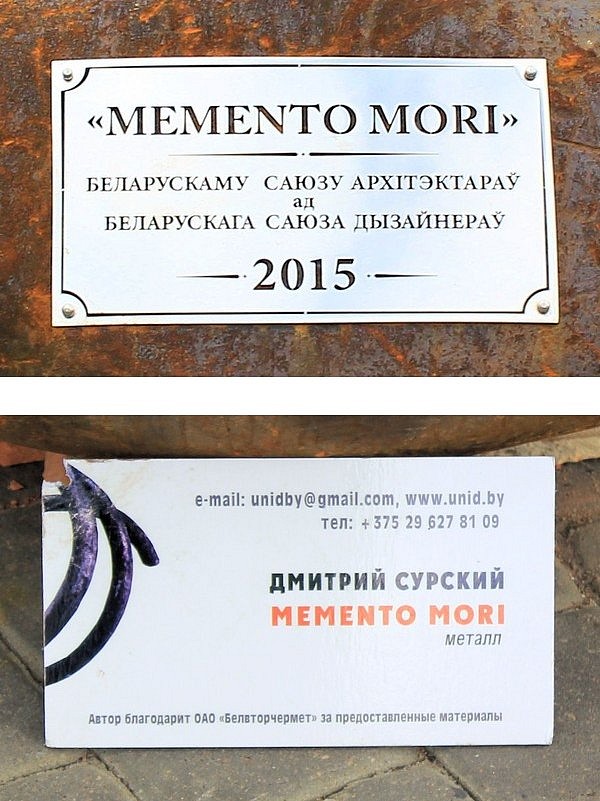 «MEMENTO MORI»
БЕЛАРУСКАМУ САЮЗУ АРХІТЭКТАРАЎ
ад
БЕЛАРУСКАГА САЮЗА ДЫЗАЙНЕРАЎ
2015
e-mail: unidby@gmail.com, www.unid.by
тел: +375 29 627 81 09
ДМИТРИЙ СУРСКИЙ
MEMENTO MORI
металл
Автор благодарит ОАО «Белвторчермет» за предоставленные материалы